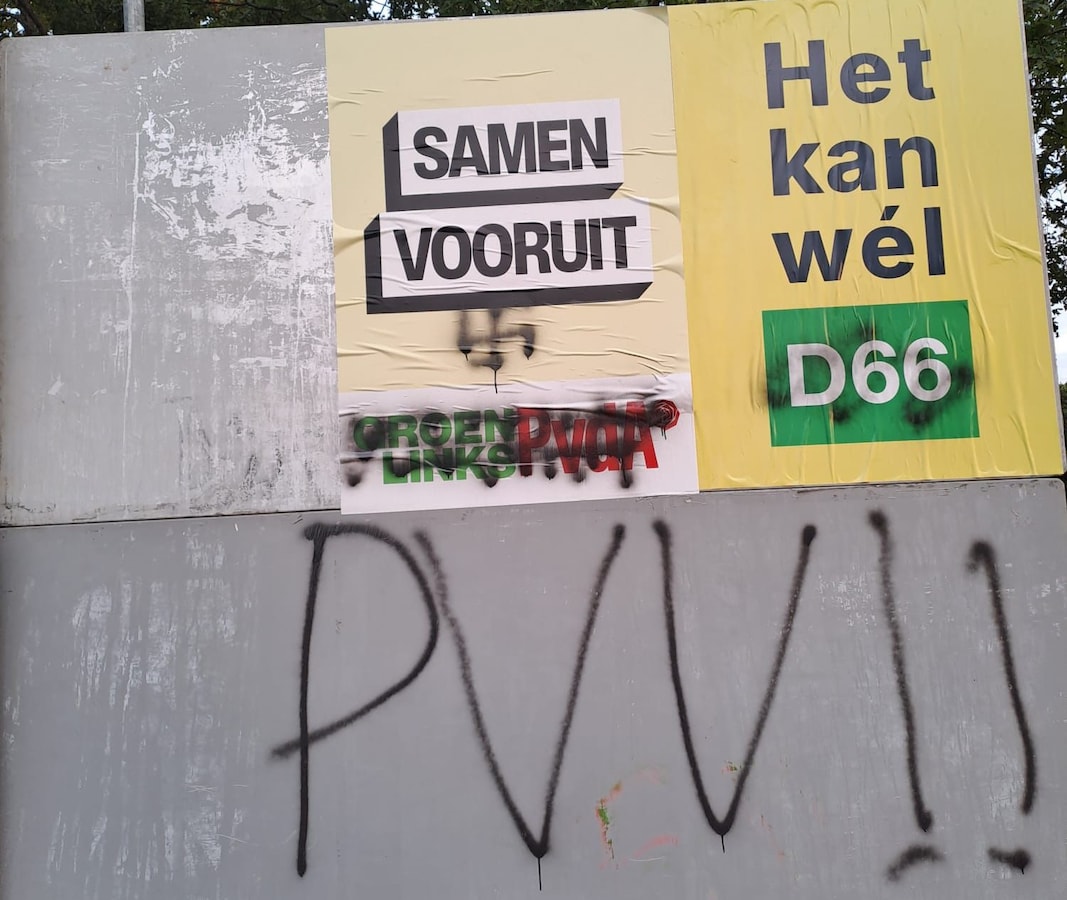 SAMEN
VOORUIT
GROEN
LINKS
PvdA
Het
kan
wél
D66
PVV!!